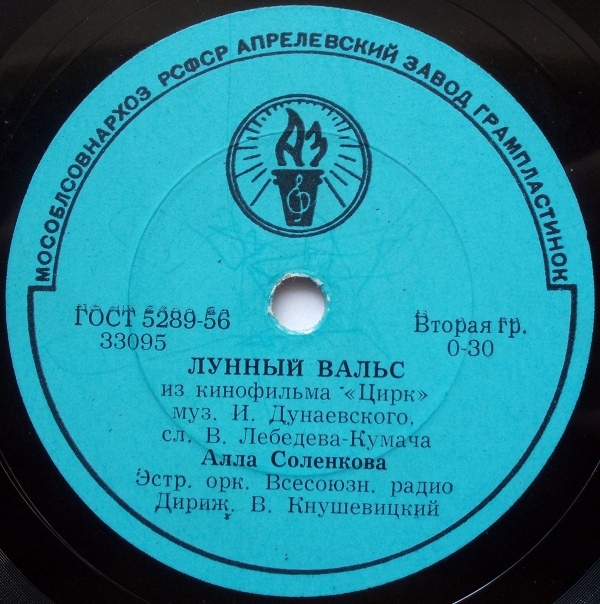 МОСОБЛСОВНАРХОЗ РСФСР АПРЕЛЕВСКИЙ ЗАВОД ГРАМПЛАСТИНОК
АЗ
ГОСТ 5289-56
33095
Вторая гр.
0-30
ЛУННЫЙ ВАЛЬС
из кинофильма «Цирк»
муз. И. Дунаевского,
сл. В. Лебедева-Кумача
Алла Соленкова
Эстр. орк. Всесоюзн. радио
Дириж. В. Кнушевицкий